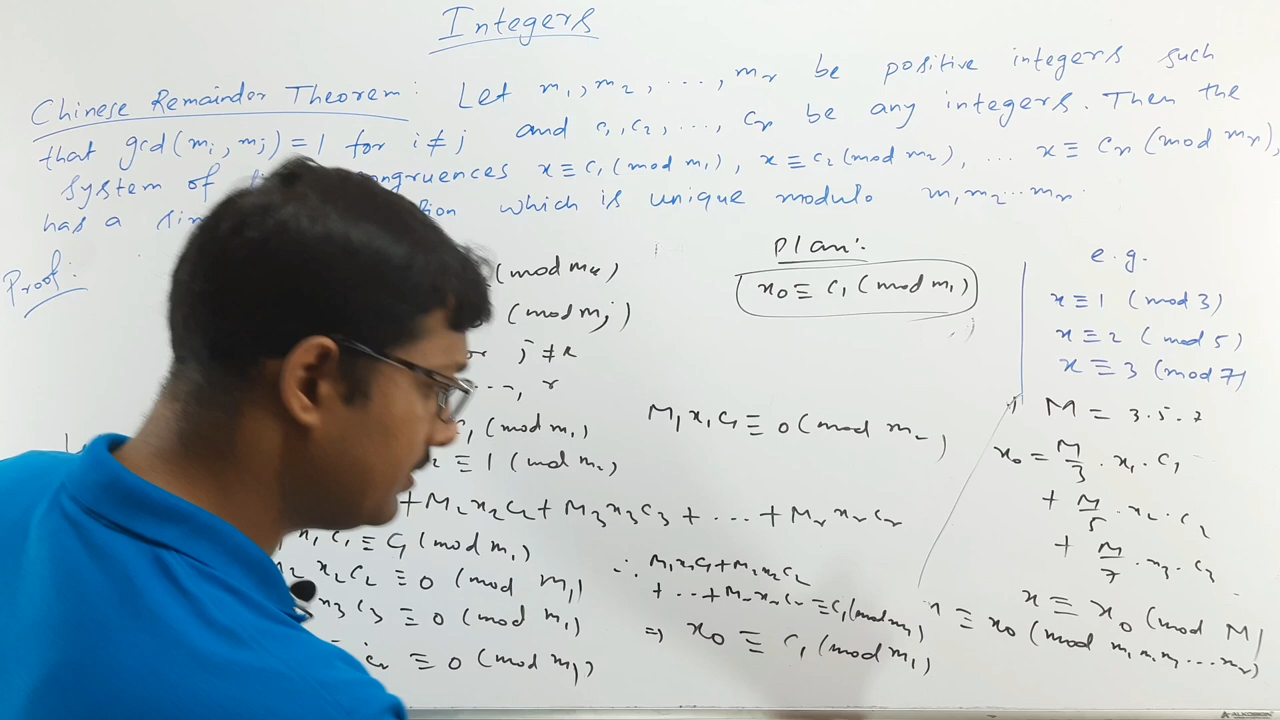 Integers
Chinese Remainder Theorem: Let m₁, m₂, ..., mᵣ be positive integers such
that gcd(mᵢ, mⱼ) = 1 for i ≠ j and c₁, c₂, ..., cᵣ be any integers. Then the
system of congruences x ≡ c₁ (mod m₁), x ≡ c₂ (mod m₂), ... x ≡ cᵣ (mod mᵣ),
has a which is unique modulo m₁m₂...mᵣ.
Proof:
(mod mₖ)
(mod mⱼ)
j ≠ k
..., r
(mod m₁)
2 ≡ 1 (mod m₂)
+ M₂x₂c₂ + M₃x₃c₃ + ... + Mᵣxᵣcᵣ
x₁c₁ ≡ c₁ (mod m₁)
x₂c₂ ≡ 0 (mod m₁)
x₃c₃ ≡ 0 (mod m₁)
cᵣ ≡ 0 (mod m₁)
Plan:
x₀ ≡ c₁ (mod m₁)
M₁x₁c₁ ≡ 0 (mod m₂)
∴ M₁x₁c₁ + M₂x₂c₂
+ ... + Mᵣxᵣcᵣ ≡ c₁ (mod m₁)
⇒ x₀ ≡ c₁ (mod m₁)
e.g.
x ≡ 1 (mod 3)
x ≡ 2 (mod 5)
x ≡ 3 (mod 7)
M = 3.5.7
x₀ = M/3 . x₁ . c₁
+ M/5 . x₂ . c₂
+ M/7 . x₃ . c₃
x ≡ x₀ (mod M)
x ≡ x₀ (mod m₁m₂m₃...mᵣ)
ALKOSIGN